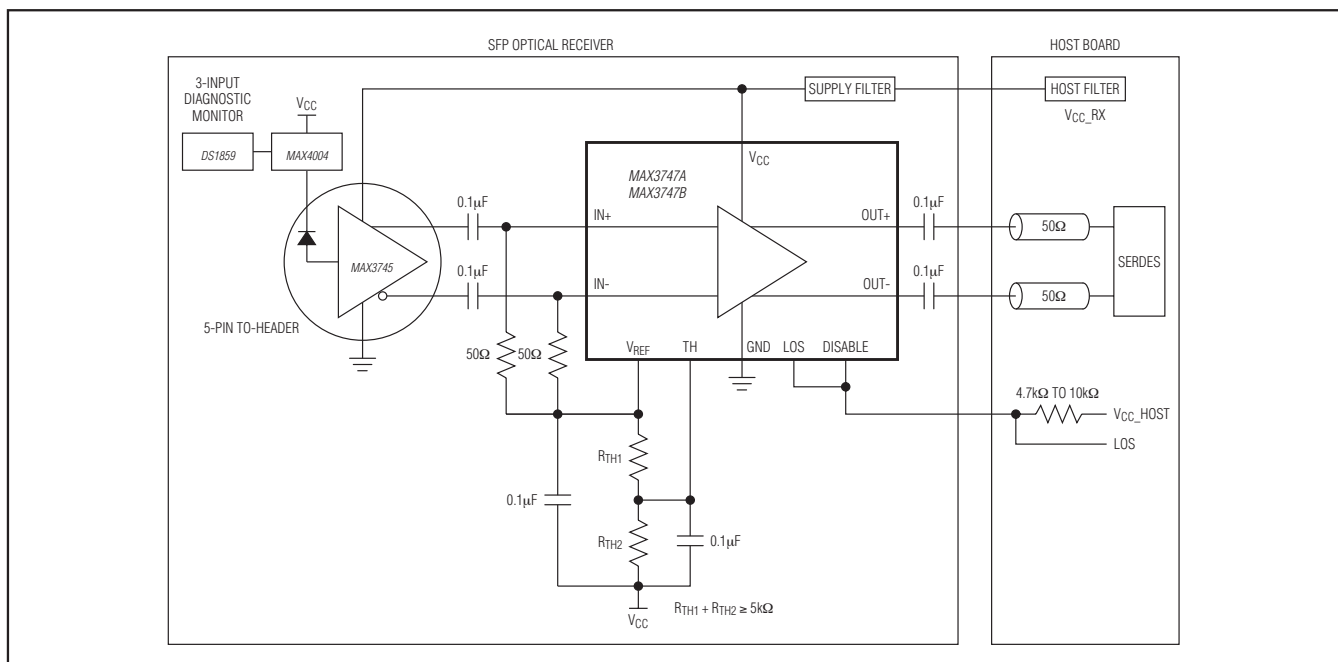 SFP OPTICAL RECEIVER
HOST BOARD
3-INPUT
DIAGNOSTIC
MONITOR
VCC
SUPPLY FILTER
HOST FILTER
VCC_RX
DS1859
MAX4004
VCC
MAX3747A
MAX3747B
0.1μF
IN+
OUT+
0.1μF
50Ω
MAX3745
SERDES
0.1μF
IN-
OUT-
0.1μF
50Ω
5-PIN TO-HEADER
50Ω
50Ω
VREF
TH
GND
LOS
DISABLE
4.7kΩ TO 10kΩ
VCC_HOST
LOS
RTH1
0.1μF
RTH2
0.1μF
VCC
RTH1 + RTH2 ≥ 5kΩ